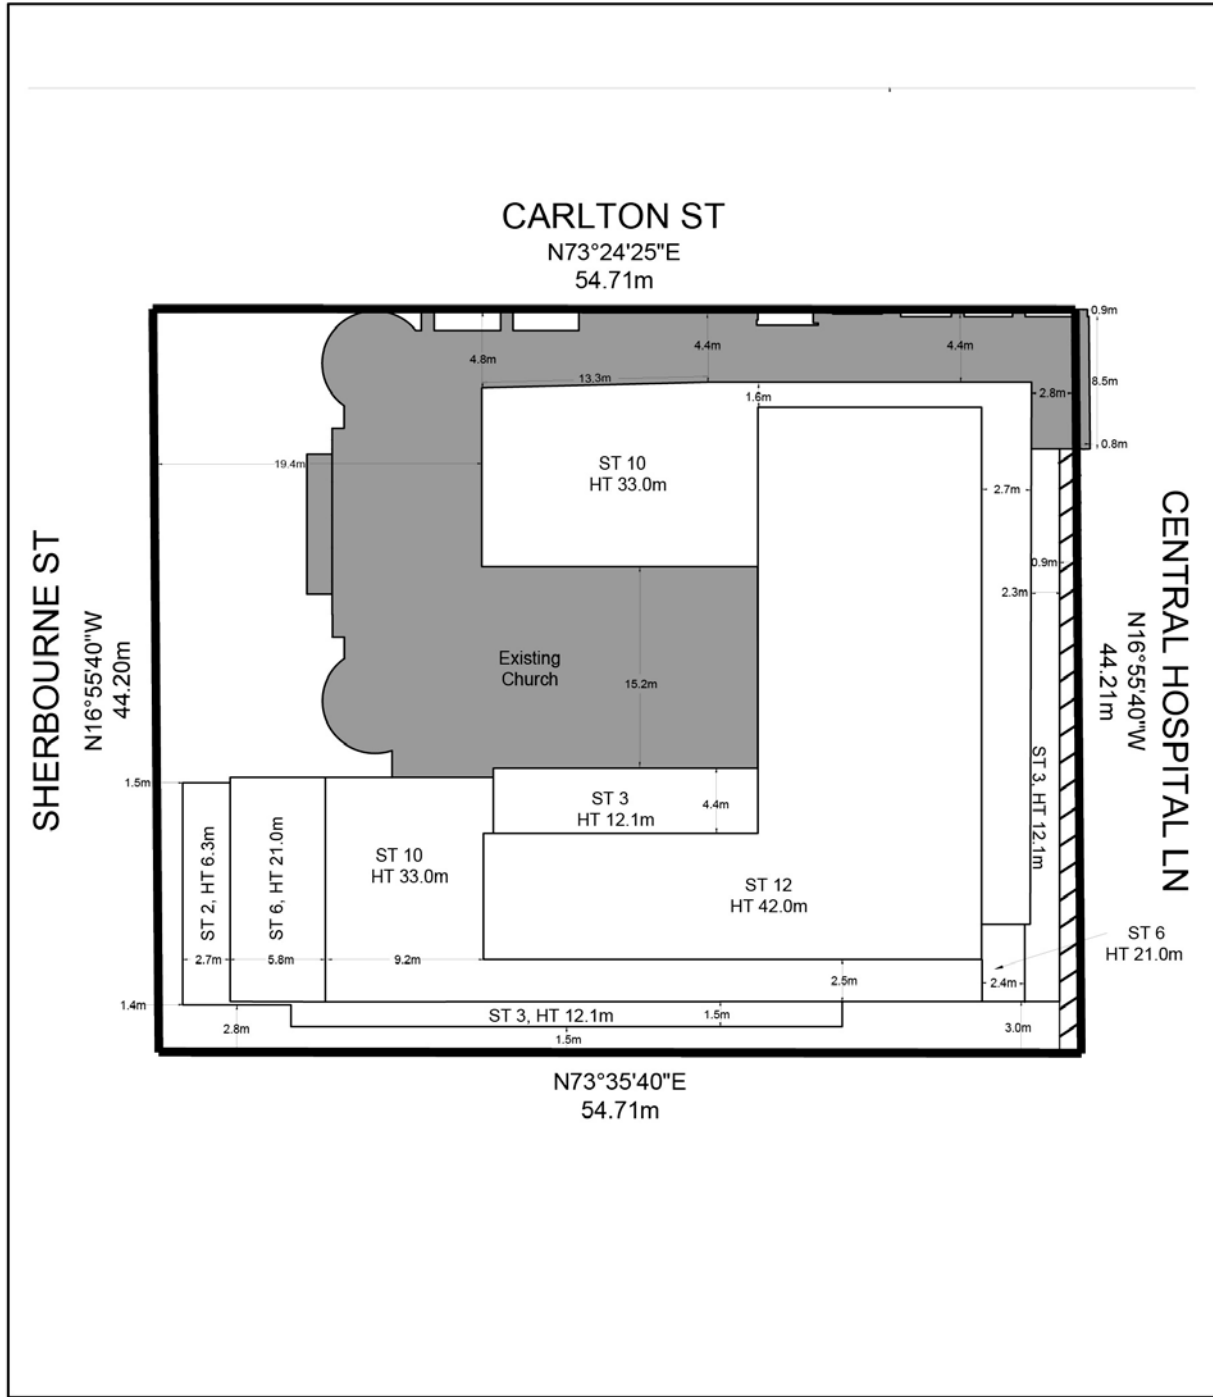 CARLTON ST
N73°24'25"E
54.71m
0.9m
4.8m
4.4m
4.4m
8.5m
13.3m
1.6m
2.8m
0.8m
19.4m
ST 10
HT 33.0m
2.7m
0.9m
2.3m
SHERBOURNE ST
N16°55'40"W
44.20m
CENTRAL HOSPITAL LN
N16°55'40"W
44.21m
Existing
Church
15.2m
1.5m
ST 3
HT 12.1m
4.4m
ST 3, HT 12.1m
ST 2, HT 6.3m
ST 6, HT 21.0m
ST 10
HT 33.0m
ST 12
HT 42.0m
ST 6
HT 21.0m
2.7m
5.8m
9.2m
2.5m
2.4m
1.4m
ST 3, HT 12.1m
1.5m
2.8m
1.5m
3.0m
N73°35'40"E
54.71m